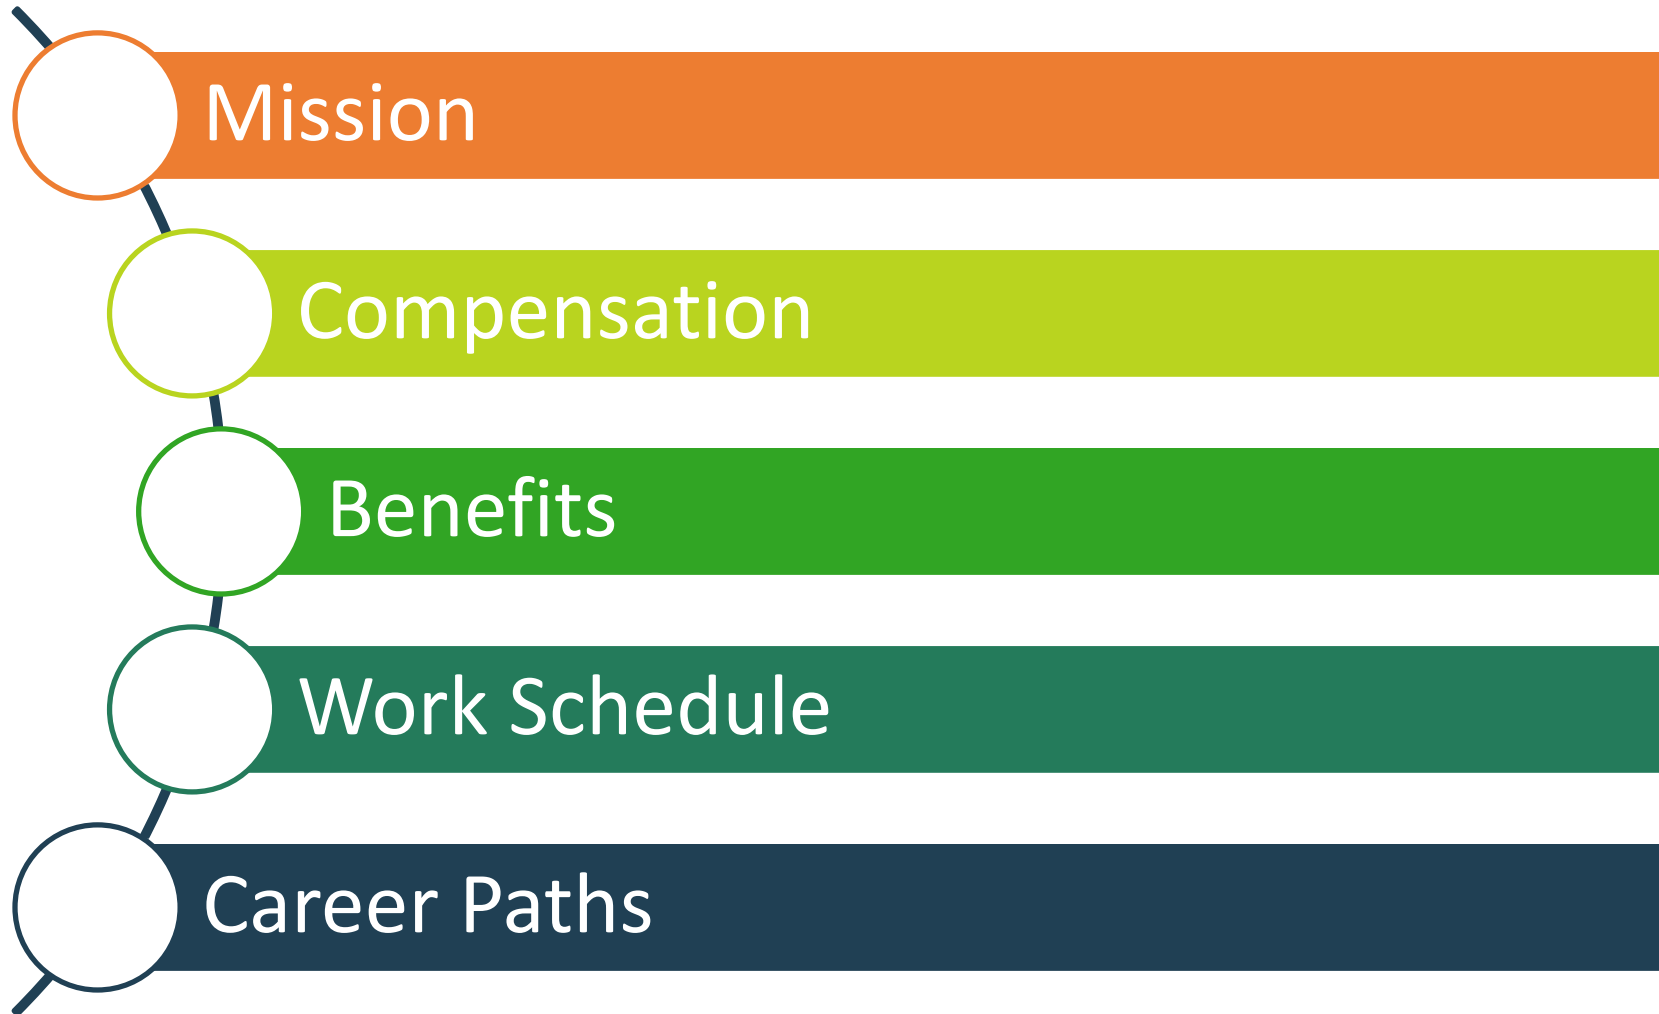 Mission
Compensation
Benefits
Work Schedule
Career Paths